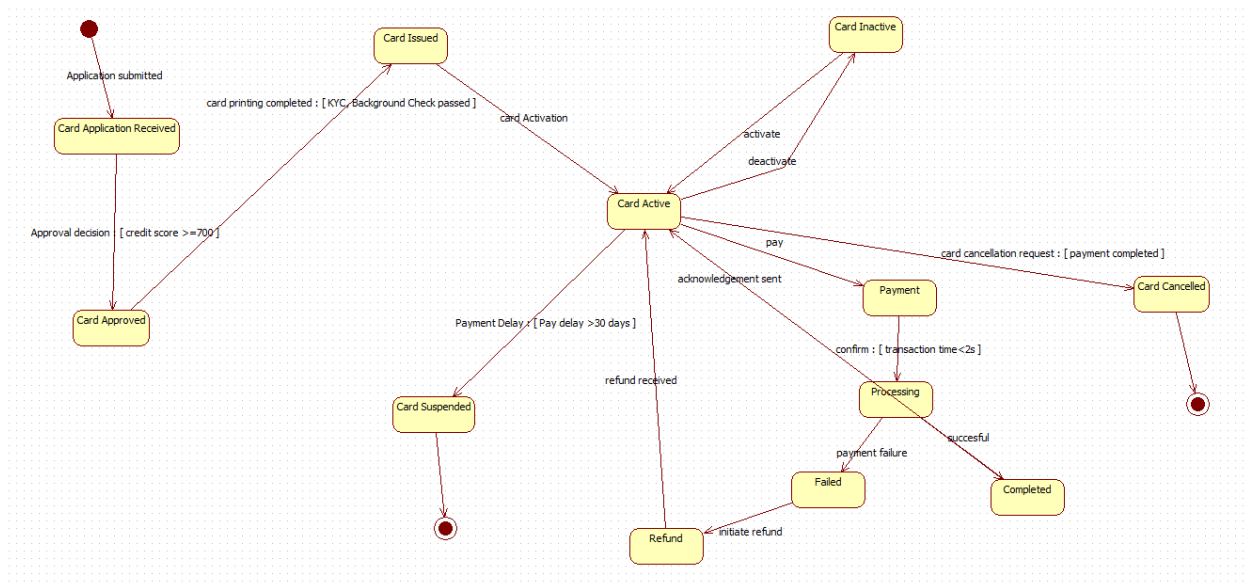 Card Inactive
Card Issued
Application submitted
card printing completed : [ KYC, Background Check passed ]
card Activation
Card Application Received
activate
deactivate
Card Active
Approval decision : [ credit score >=700 ]
pay
card cancellation request : [ payment completed ]
acknowledgement sent
Payment
Card Cancelled
Card Approved
Payment Delay : [ Pay delay >30 days ]
confirm : [ transaction time<2s ]
refund received
Processing
Card Suspended
succesful
payment failure
Failed
Completed
initiate refund
Refund